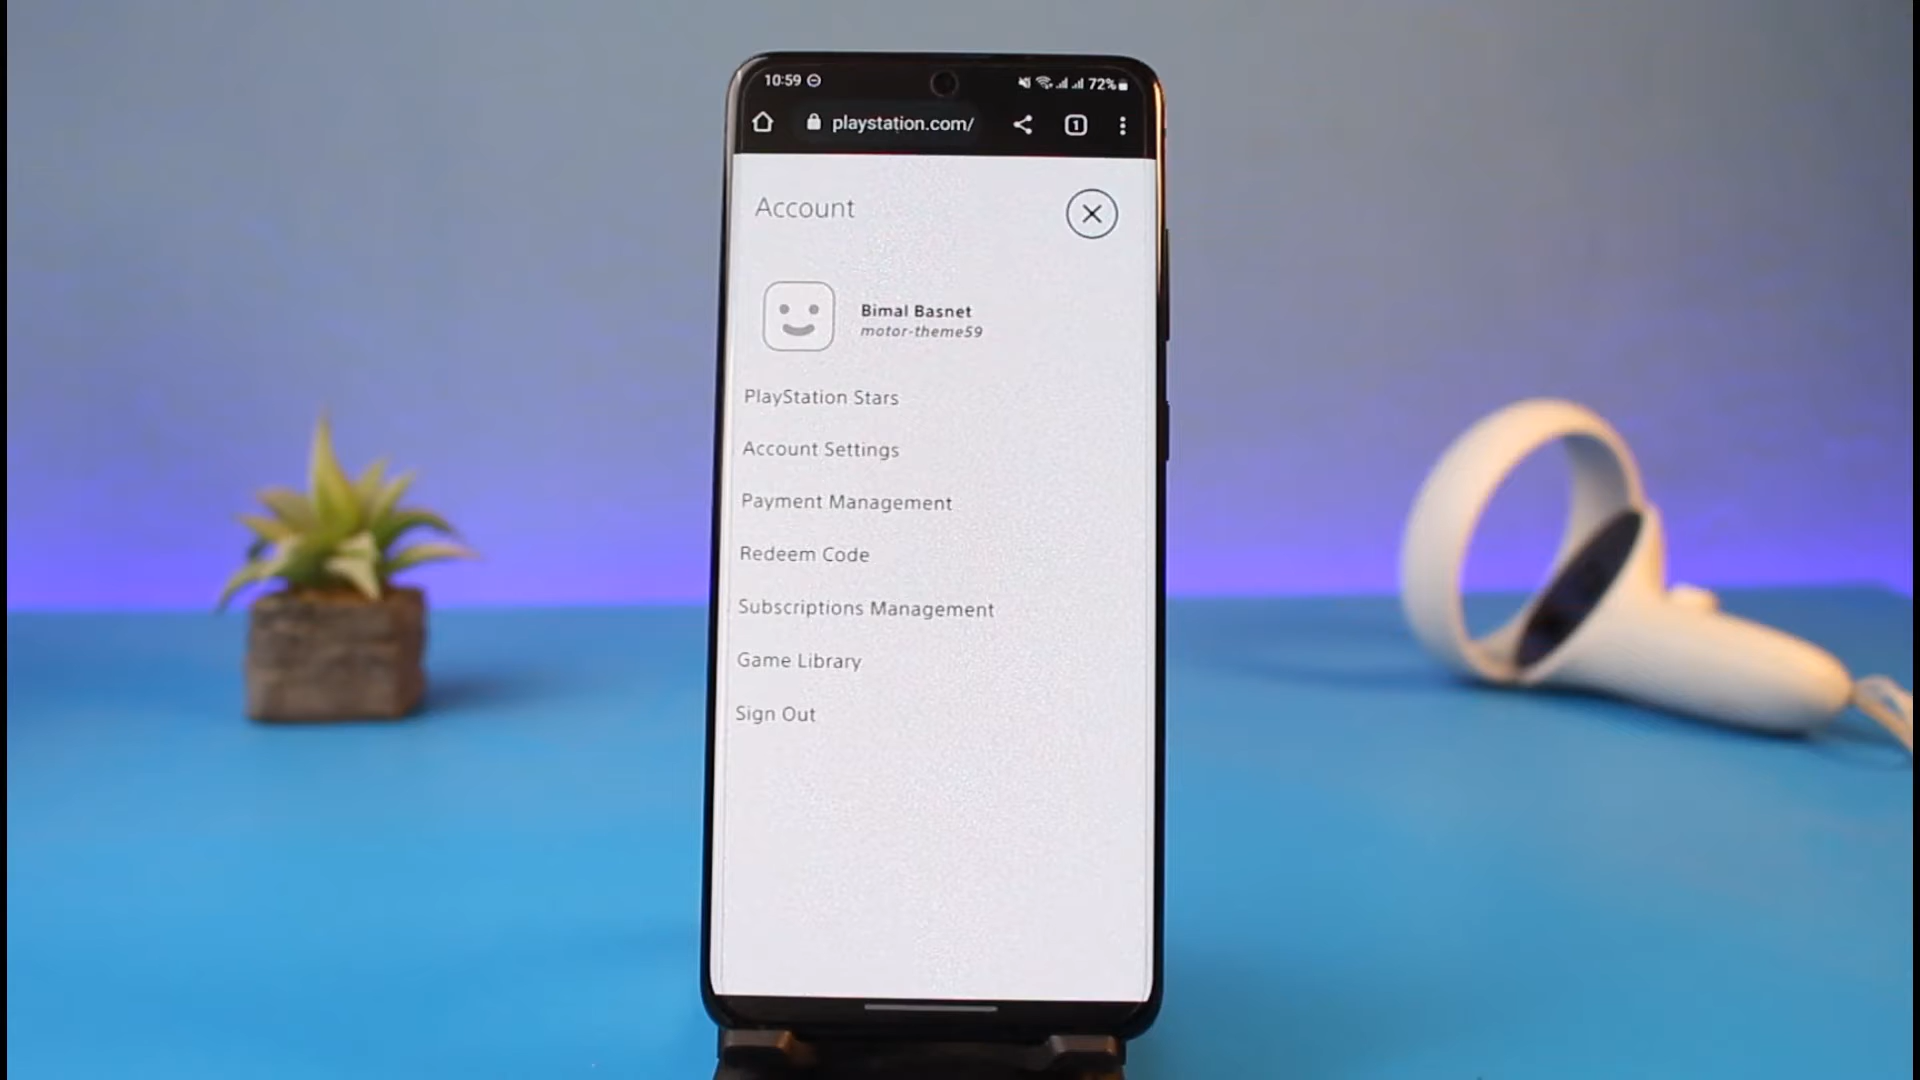 10:59
72%
playstation.com/
1
Account
Bimal Basnet
motor-theme59
PlayStation Stars
Account Settings
Payment Management
Redeem Code
Subscriptions Management
Game Library
Sign Out